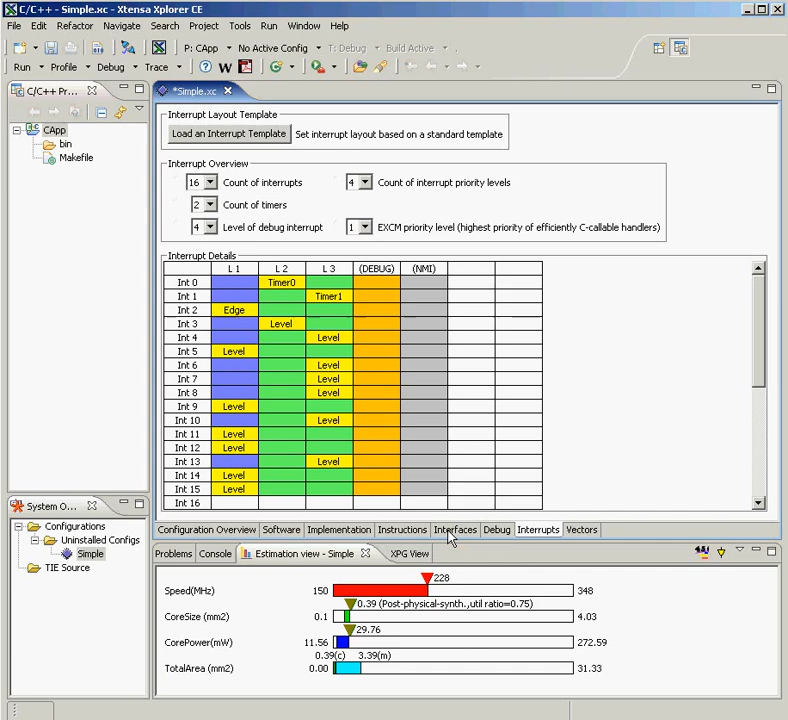 C/C++ - Simple.xc - Xtensa Xplorer CE
File Edit Refactor Navigate Search Project Tools Run Window Help
P: CApp No Active Config T: Debug Build Active
Run Profile Debug Trace W
C/C++ Pr...
CApp
bin
Makefile
*Simple.xc
Interrupt Layout Template
Load an Interrupt Template Set interrupt layout based on a standard template
Interrupt Overview
16 Count of interrupts 4 Count of interrupt priority levels
2 Count of timers
4 Level of debug interrupt 1 EXCM priority level (highest priority of efficiently C-callable handlers)
Interrupt Details
L 1 L 2 L 3 (DEBUG) (NMI)
Int 0 Timer0
Int 1 Timer1
Int 2 Edge
Int 3 Level
Int 4 Level
Int 5 Level
Int 6 Level
Int 7 Level
Int 8 Level
Int 9 Level
Int 10 Level
Int 11 Level
Int 12 Level
Int 13 Level
Int 14 Level
Int 15 Level
Int 16
Configuration Overview Software Implementation Instructions Interfaces Debug Interrupts Vectors
System O...
Configurations
Uninstalled Configs
Simple
TIE Source
Problems Console Estimation view - Simple XPG View
228
Speed(MHz) 150 348
0.39 (Post-physical-synth.,util ratio=0.75)
CoreSize (mm2) 0.1 4.03
29.76
CorePower(mW) 11.56 272.59
0.39(c) 3.39(m)
TotalArea (mm2) 0.00 31.33